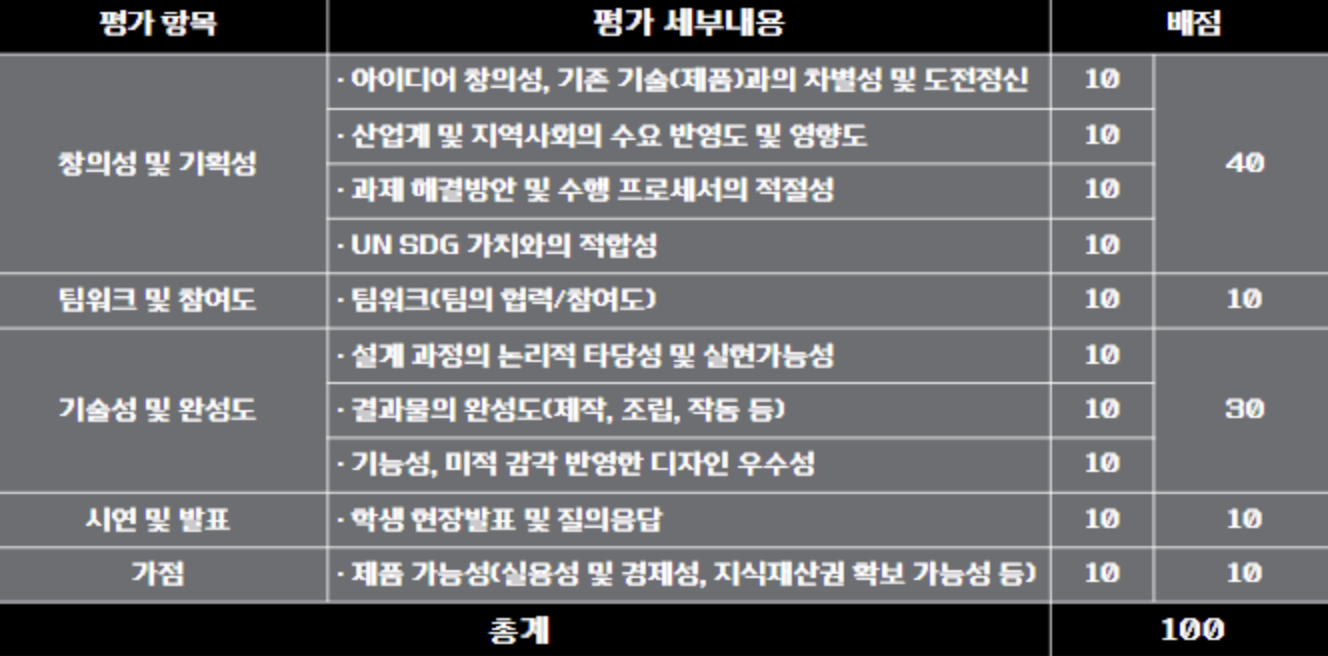 평가 항목 평가 세부내용 배점
창의성 및 기획성
· 아이디어 창의성, 기존 기술(제품)과의 차별성 및 도전정신 10
· 산업계 및 지역사회의 수요 반영도 및 영향도 10
· 과제 해결방안 및 수행 프로세서의 적절성 10
· UN SDG 가치와의 적합성 10
40
팀워크 및 참여도 · 팀워크(팀의 협력/참여도) 10 10
기술성 및 완성도
· 설계 과정의 논리적 타당성 및 실현가능성 10
· 결과물의 완성도(제작, 조립, 작동 등) 10
· 기능성, 미적 감각 반영한 디자인 우수성 10
30
시연 및 발표 · 학생 현장발표 및 질의응답 10 10
가점 · 제품 가능성(실용성 및 경제성, 지식재산권 확보 가능성 등) 10 10
총계 100